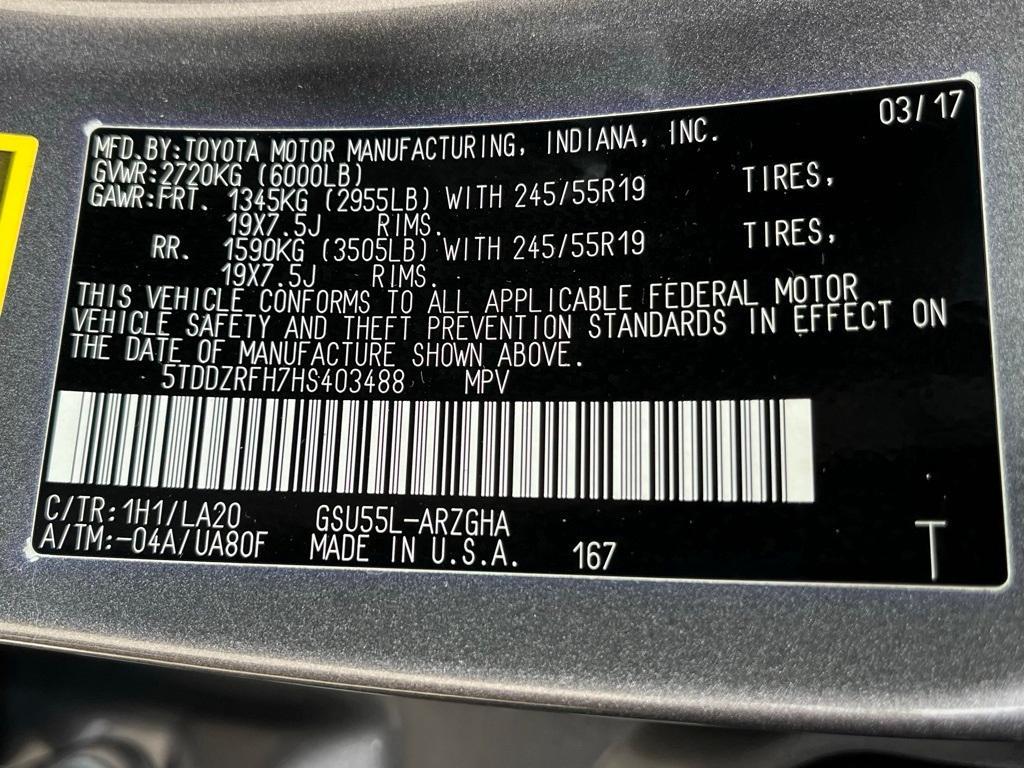 03/17
MFD.BY:TOYOTA MOTOR MANUFACTURING, INDIANA, INC.
GVWR:2720KG (6000LB)
GAWR:FRT. 1345KG (2955LB) WITH 245/55R19 TIRES,
19X7.5J RIMS.
RR. 1590KG (3505LB) WITH 245/55R19 TIRES,
19X7.5J RIMS.
THIS VEHICLE CONFORMS TO ALL APPLICABLE FEDERAL MOTOR
VEHICLE SAFETY AND THEFT PREVENTION STANDARDS IN EFFECT ON
THE DATE OF MANUFACTURE SHOWN ABOVE.
5TDDZRFH7HS403488 MPV
C/TR:1H1/LA20 GSU55L-ARZGHA
A/TM:-04A/UA80F MADE IN U.S.A. 167 T